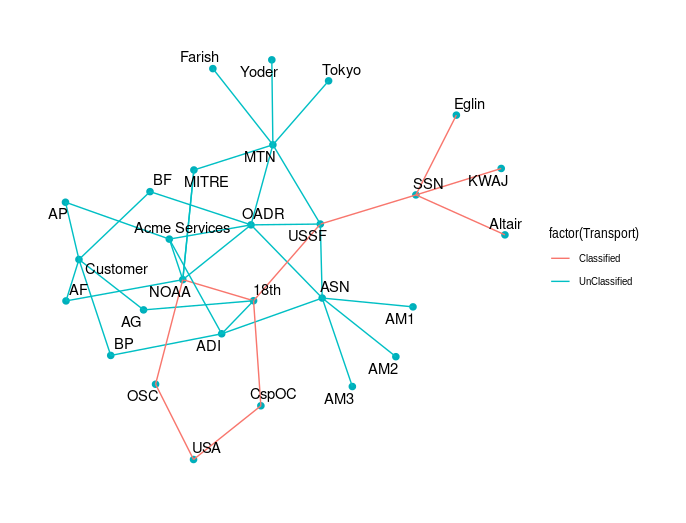 Farish
Yoder
Tokyo
Eglin
MTN
BF
MITRE
SSN
KWAJ
AP
OADR
Acme Services
USSF
Altair
factor(Transport)
Classified
UnClassified
Customer
AF
NOAA
18th
ASN
AG
AM1
BP
ADI
AM2
OSC
CspOC
AM3
USA